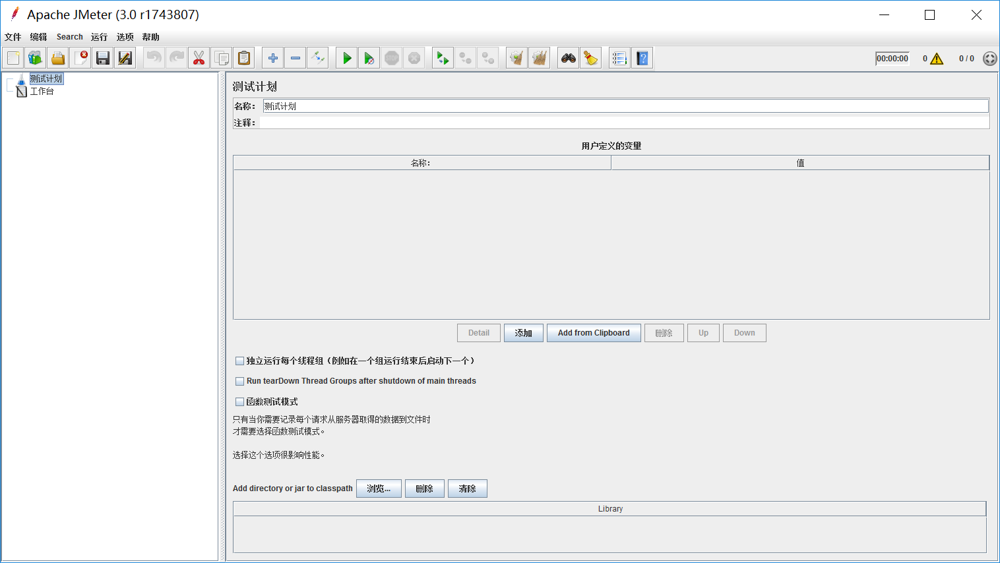 Apache JMeter (3.0 r1743807)
文件 编辑 Search 运行 选项 帮助
STOP
00:00:00 0 0 / 0
测试计划
工作台
测试计划
名称： 测试计划
注释：
用户定义的变量
名称： 值
Detail 添加 Add from Clipboard 删除 Up Down
独立运行每个线程组（例如在一个组运行结束后启动下一个）
Run tearDown Thread Groups after shutdown of main threads
函数测试模式
只有当你需要记录每个请求从服务器取得的数据到文件时
才需要选择函数测试模式。
选择这个选项很影响性能。
Add directory or jar to classpath 浏览... 删除 清除
Library